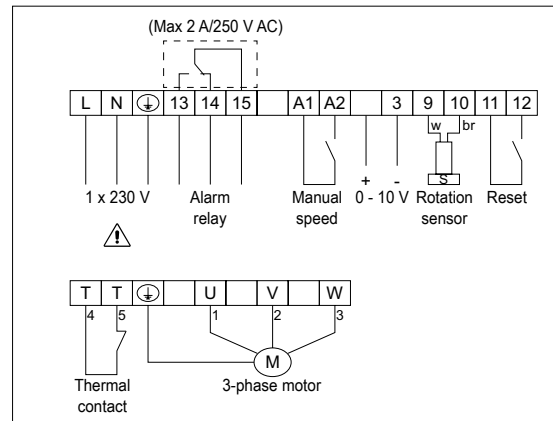 (Max 2 A/250 V AC)
L N 13 14 15 A1 A2 3 9 10 11 12
w br
S
+ -
1 x 230 V Alarm relay Manual speed 0 - 10 V Rotation sensor Reset
T T U V W
4 5 1 2 3
M
Thermal contact 3-phase motor